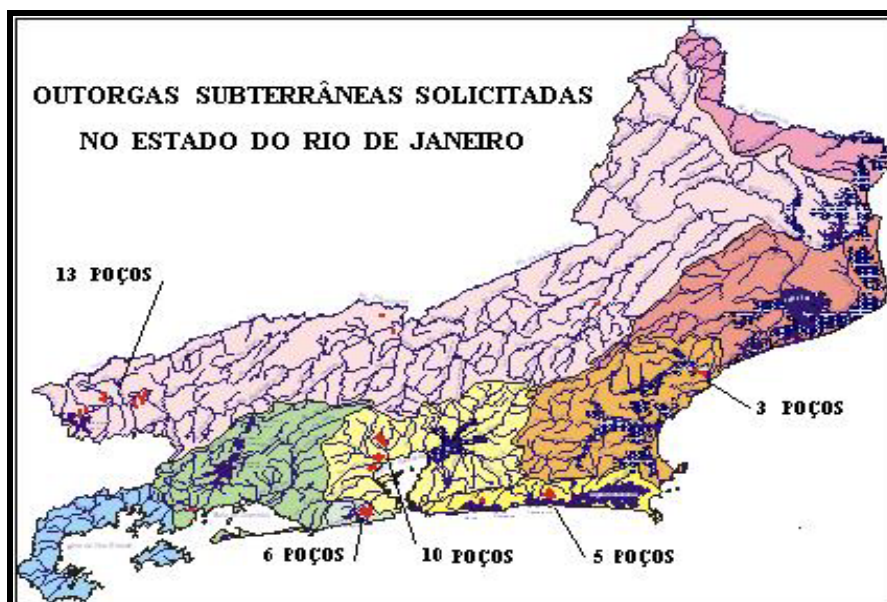 OUTORGAS SUBTERRÂNEAS SOLICITADAS
NO ESTADO DO RIO DE JANEIRO
13 POÇOS
3 POÇOS
6 POÇOS
10 POÇOS
5 POÇOS